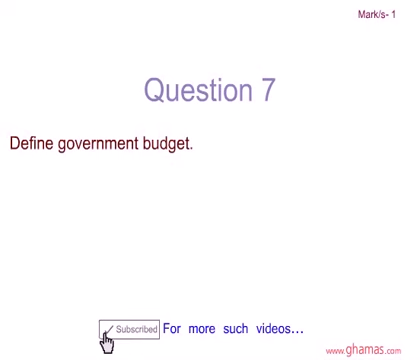 Mark/s- 1
Question 7
Define government budget.
Subscribed For more such videos...
www.ghamas.com